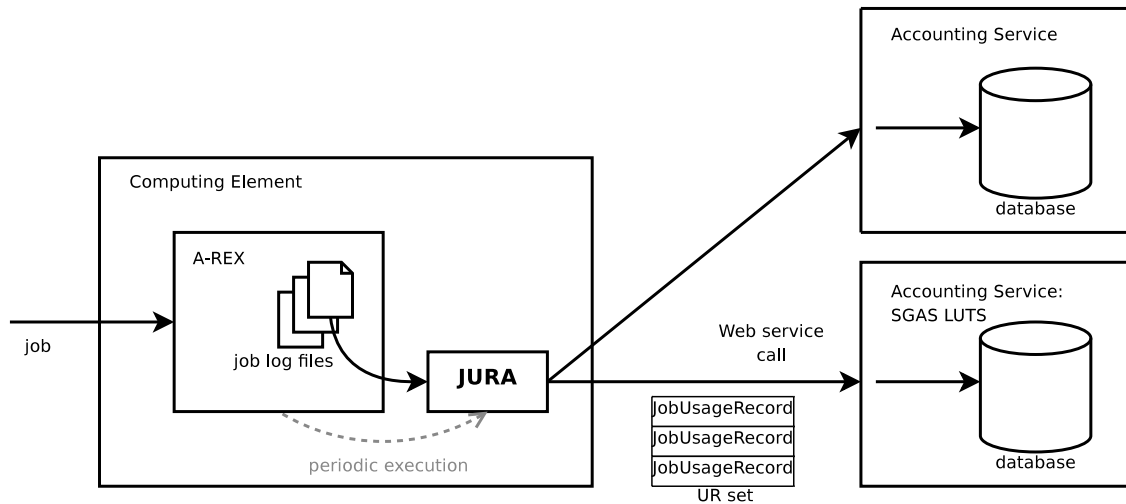 Accounting Service
database
Computing Element
A-REX
job log files
job
JURA
periodic execution
Web service
call
JobUsageRecord
JobUsageRecord
JobUsageRecord
UR set
Accounting Service:
SGAS LUTS
database